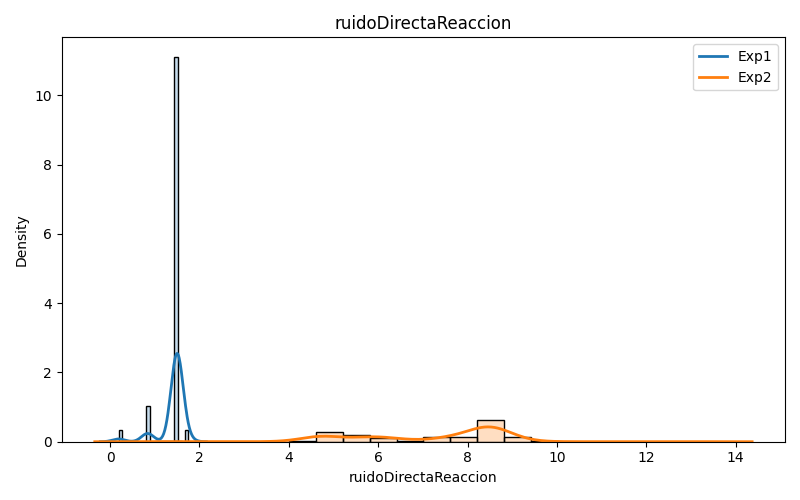 ruidoDirectaReaccion
Exp1
Exp2
Density
10
8
6
4
2
0
0 2 4 6 8 10 12 14
ruidoDirectaReaccion